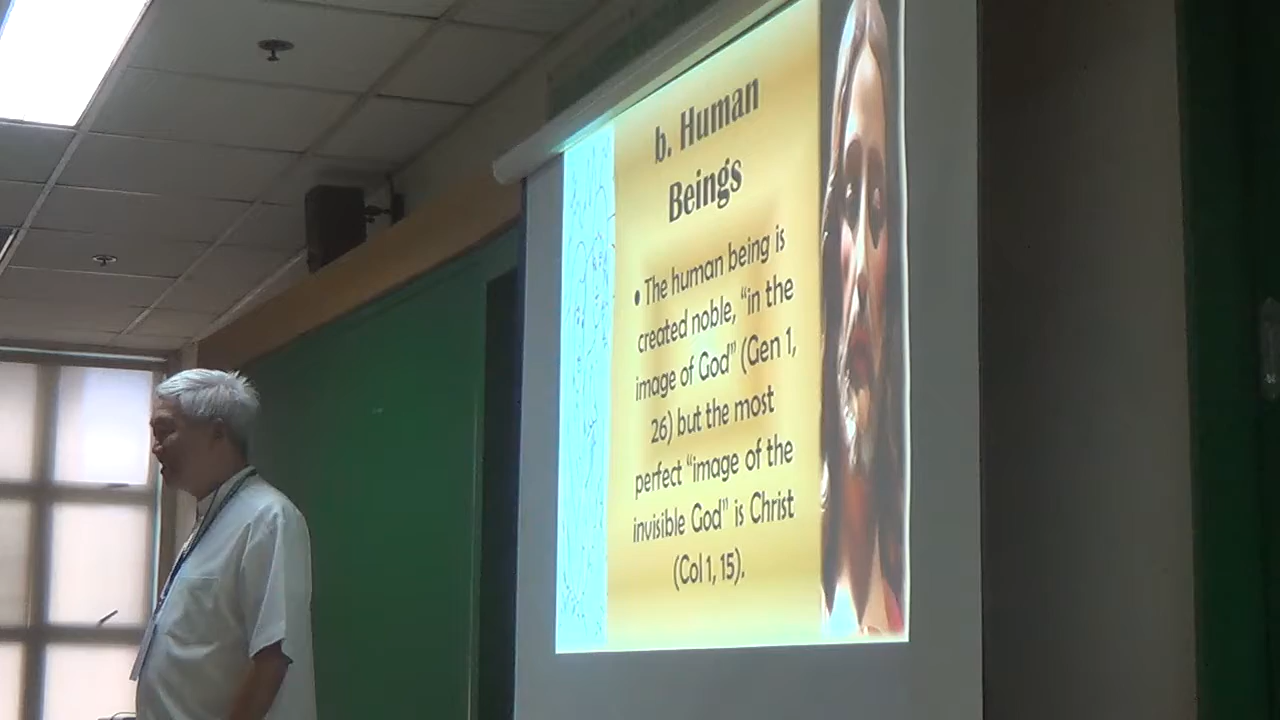 b. Human
Beings
• The human being is
created noble, "in the
image of God" (Gen 1,
26) but the most
perfect "image of the
invisible God" is Christ
(Col 1, 15).